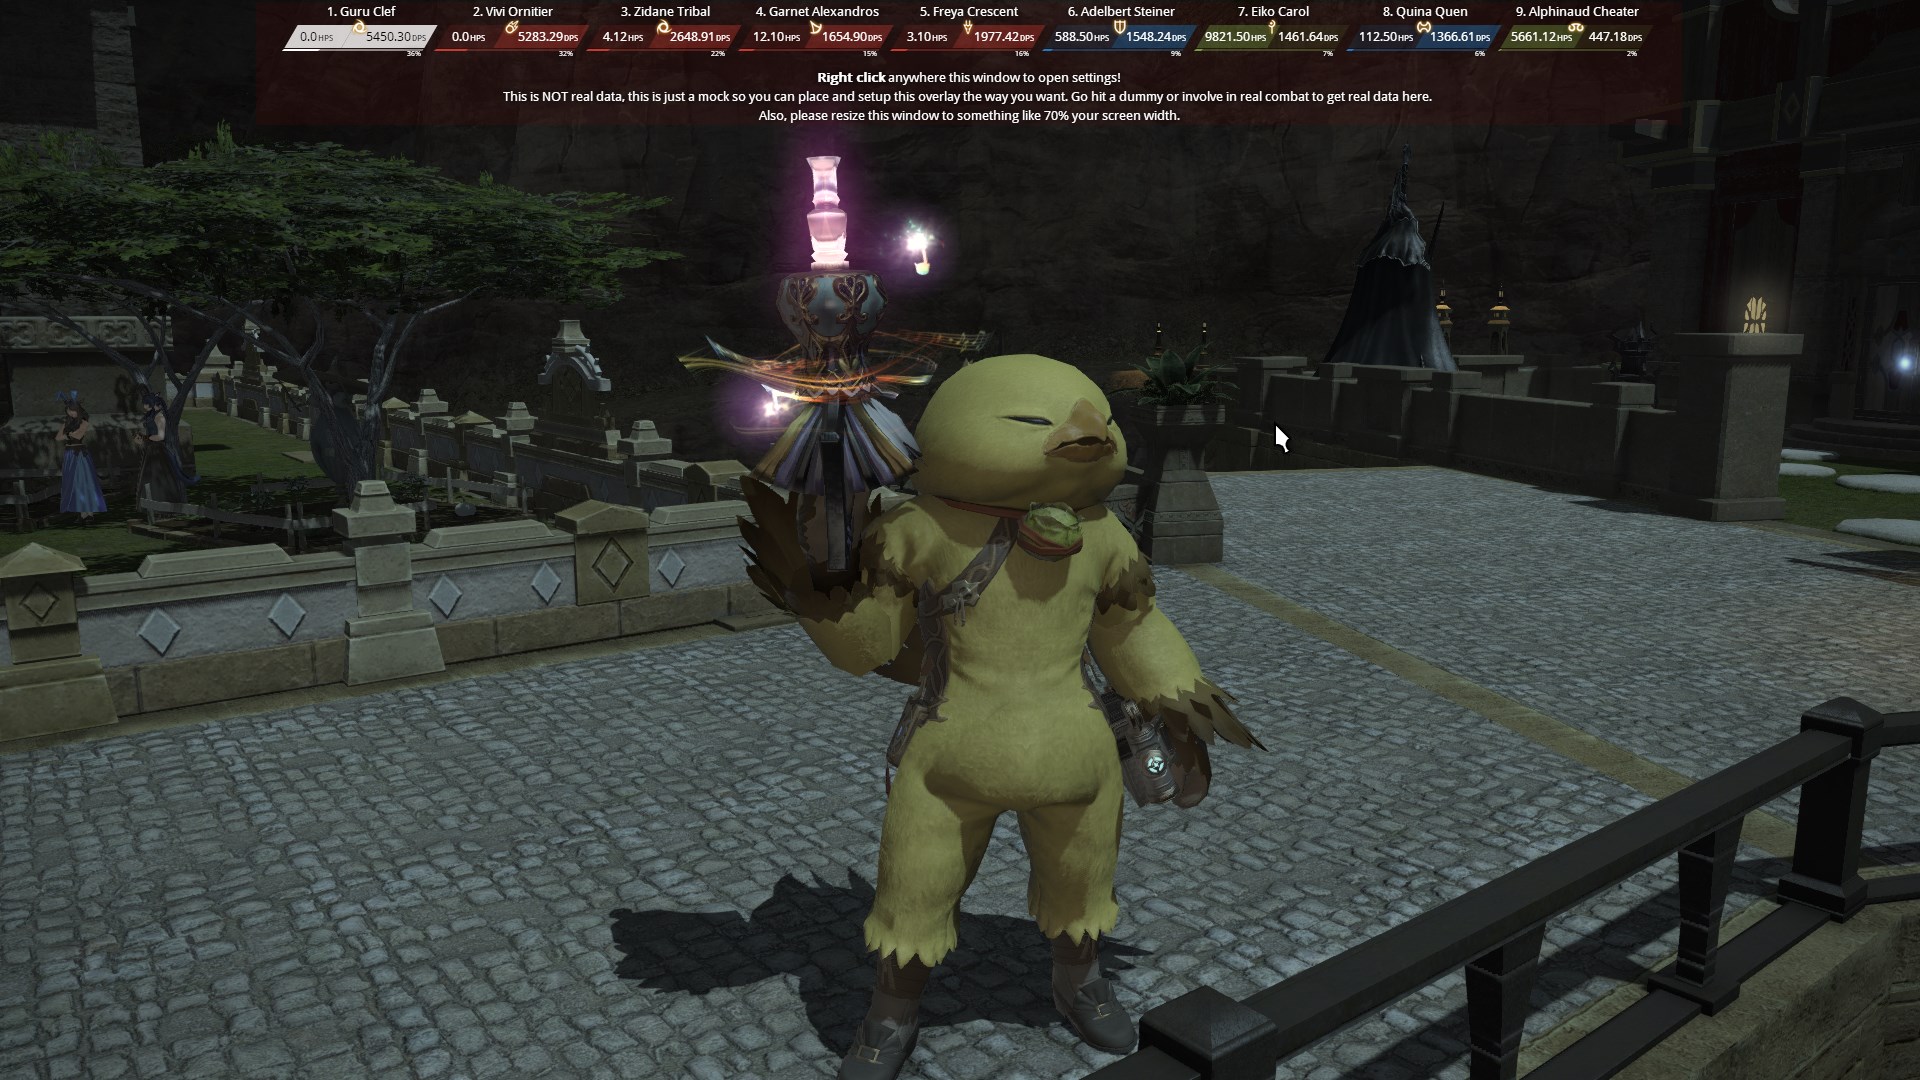 1. Guru Clef 2. Vivi Ornitier 3. Zidane Tribal 4. Garnet Alexandros 5. Freya Crescent 6. Adelbert Steiner 7. Eiko Carol 8. Quina Quen 9. Alphinaud Cheater
0.0HPS 5450.30DPS 0.0HPS 5283.29DPS 4.12HPS 2648.91DPS 12.10HPS 1654.90DPS 3.10HPS 1977.42DPS 588.50HPS 1548.24DPS 9821.50HPS 1461.64DPS 112.50HPS 1366.61DPS 5661.12HPS 447.18DPS
36% 32% 22% 15% 16% 9% 7% 6% 2%
Right click anywhere this window to open settings!
This is NOT real data, this is just a mock so you can place and setup this overlay the way you want. Go hit a dummy or involve in real combat to get real data here.
Also, please resize this window to something like 70% your screen width.